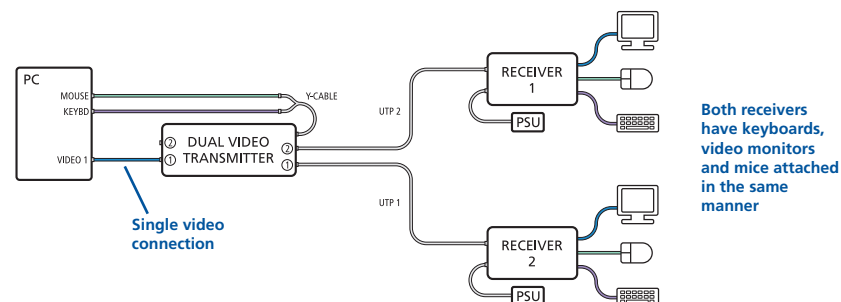 PC
MOUSE
KEYBD
VIDEO 1
Y-CABLE
② DUAL VIDEO ②
① TRANSMITTER ①
Single video
connection
UTP 2
UTP 1
RECEIVER
1
PSU
RECEIVER
2
PSU
Both receivers
have keyboards,
video monitors
and mice attached
in the same
manner